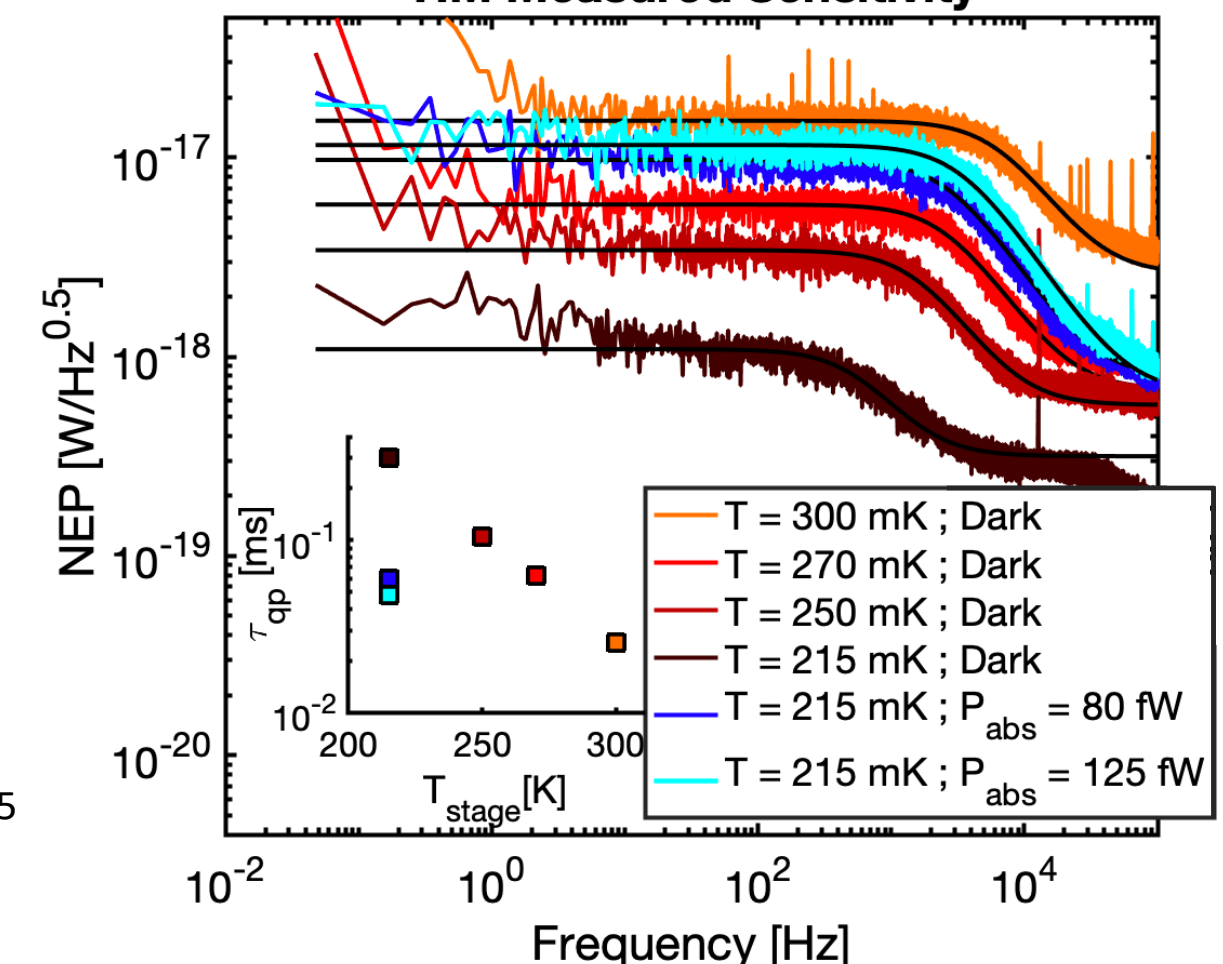 NEP [W/Hz^0.5]
10^-17
10^-18
10^-19
10^-20
τ_qp [ms]
10^-1
10^-2
200 250 300
T_stage[K]
T = 300 mK ; Dark
T = 270 mK ; Dark
T = 250 mK ; Dark
T = 215 mK ; Dark
T = 215 mK ; P_abs = 80 fW
T = 215 mK ; P_abs = 125 fW
5
10^-2 10^0 10^2 10^4
Frequency [Hz]